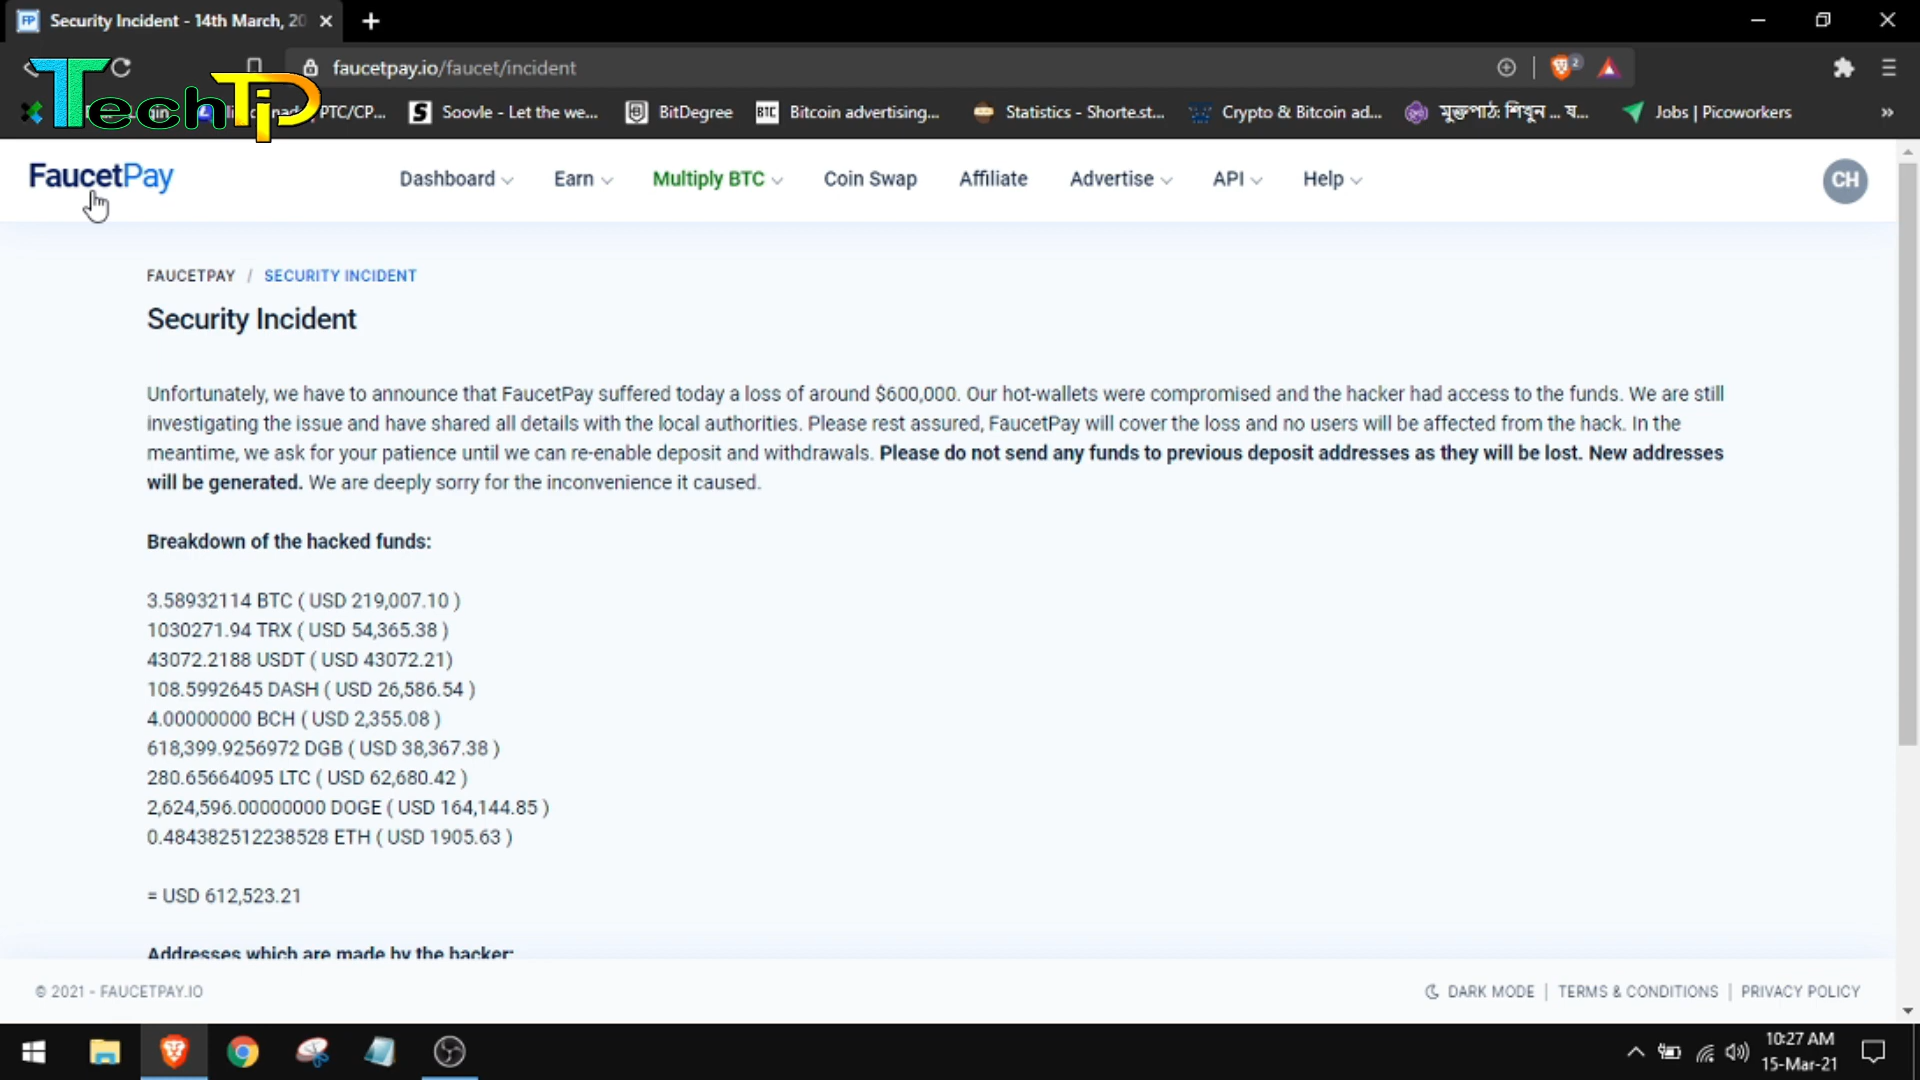 Security Incident - 14th March, 20
faucetpay.io/faucet/incident
2
TechTip
Login
PTC/CP...
Soovle - Let the we...
BitDegree
BTC
Bitcoin advertising...
Statistics - Shorte.st...
Crypto & Bitcoin ad...
মুক্তপাঠ: শিখুন ... য...
Jobs | Picoworkers
»
FaucetPay
Dashboard
Earn
Multiply BTC
Coin Swap
Affiliate
Advertise
API
Help
CH
FAUCETPAY / SECURITY INCIDENT
Security Incident
Unfortunately, we have to announce that FaucetPay suffered today a loss of around $600,000. Our hot-wallets were compromised and the hacker had access to the funds. We are still
investigating the issue and have shared all details with the local authorities. Please rest assured, FaucetPay will cover the loss and no users will be affected from the hack. In the
meantime, we ask for your patience until we can re-enable deposit and withdrawals. Please do not send any funds to previous deposit addresses as they will be lost. New addresses
will be generated. We are deeply sorry for the inconvenience it caused.
Breakdown of the hacked funds:
3.58932114 BTC ( USD 219,007.10 )
1030271.94 TRX ( USD 54,365.38 )
43072.2188 USDT ( USD 43072.21)
108.5992645 DASH ( USD 26,586.54 )
4.00000000 BCH ( USD 2,355.08 )
618,399.9256972 DGB ( USD 38,367.38 )
280.65664095 LTC ( USD 62,680.42 )
2,624,596.00000000 DOGE ( USD 164,144.85 )
0.484382512238528 ETH ( USD 1905.63 )
= USD 612,523.21
Addresses which are made by the hacker:
© 2021 - FAUCETPAY.IO
DARK MODE | TERMS & CONDITIONS | PRIVACY POLICY
10:27 AM
15-Mar-21